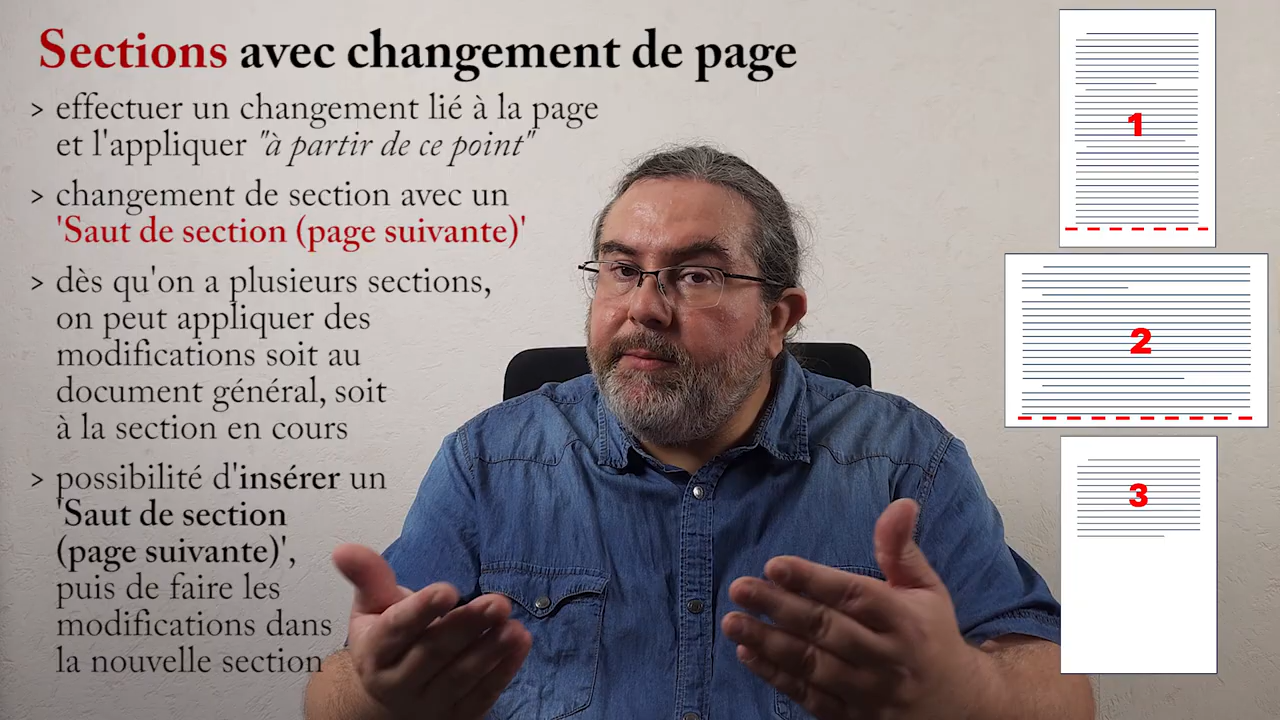 Sections avec changement de page
> effectuer un changement lié à la page
et l'appliquer "à partir de ce point"
> changement de section avec un
'Saut de section (page suivante)'
> dès qu'on a plusieurs sections,
on peut appliquer des
modifications soit au
document général, soit
à la section en cours
> possibilité d'insérer un
'Saut de section
(page suivante)',
puis de faire les
modifications dans
la nouvelle section
1
2
3